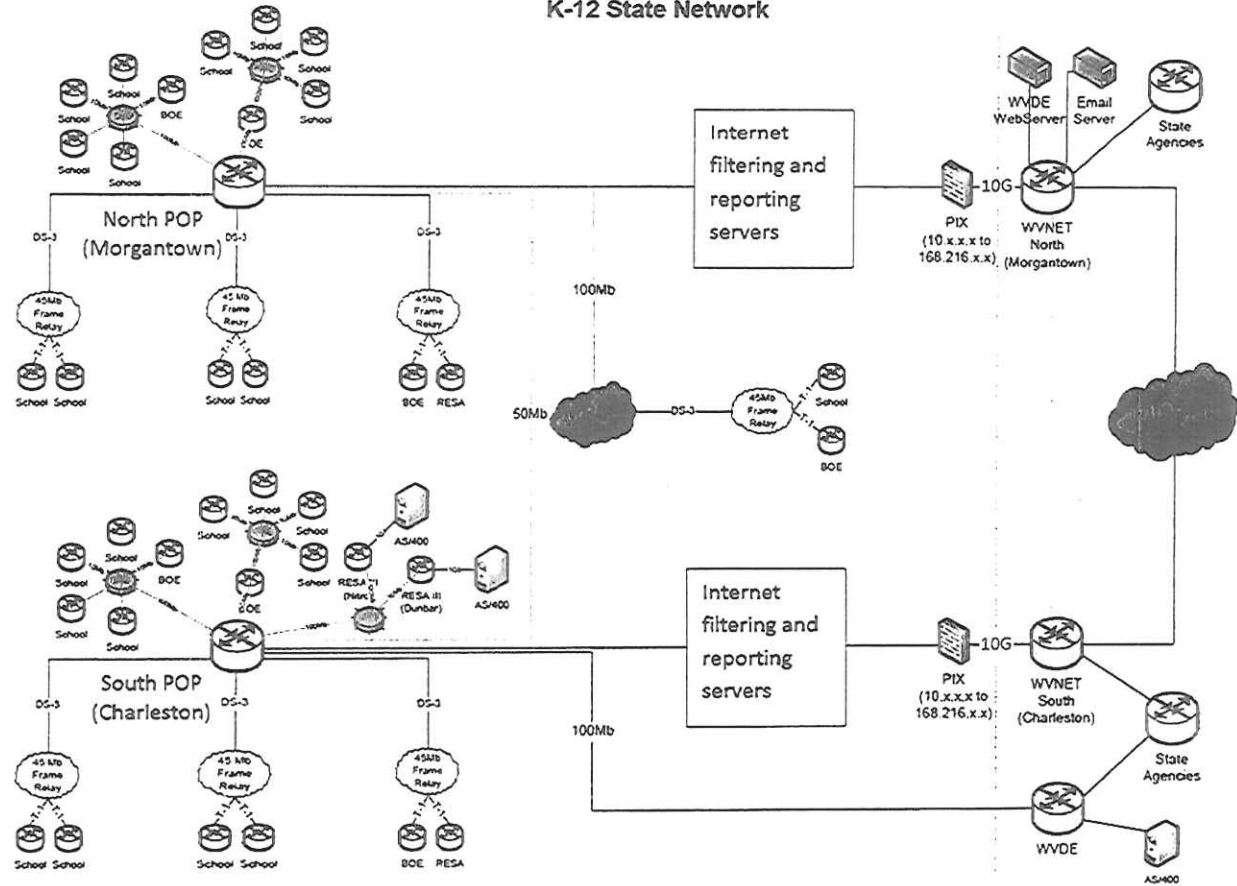 K-12 State Network
School
School
School
School
School
School
School
BOE
School
School
School
School
OE
North POP
(Morgantown)
DS-3
DS-3
DS-3
45Mb
Frame
Relay
45 Mb
Frame
Relay
45Mb
Frame
Relay
School
School
School
School
BOE
RESA
Internet
filtering and
reporting
servers
PIX
(10.x.x.x to
168.216.x.x)
10G
WVDE
WebServer
Email
Server
State
Agencies
WVNET
North
(Morgantown)
100Mb
50Mb
DS-3
45Mb
Frame
Relay
School
BOE
School
School
School
School
School
School
BOE
School
School
School
BOE
AS/400
RESA III
(Dunbar)
AS/400
South POP
(Charleston)
DS-3
DS-3
DS-3
45 Mb
Frame
Relay
45 Mb
Frame
Relay
45Mb
Frame
Relay
School
School
School
School
BOE
RESA
Internet
filtering and
reporting
servers
PIX
(10.x.x.x to
168.216.x.x)
10G
WVNET
South
(Charleston)
100Mb
State
Agencies
WVDE
AS/400